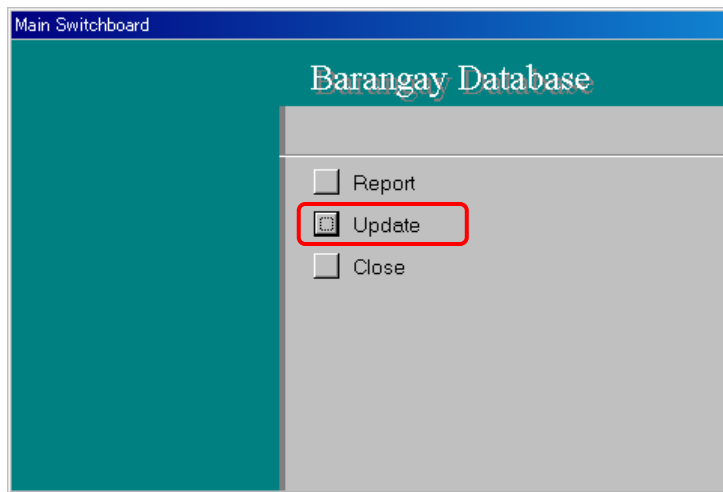 Main Switchboard
Barangay Database
Report
Update
Close